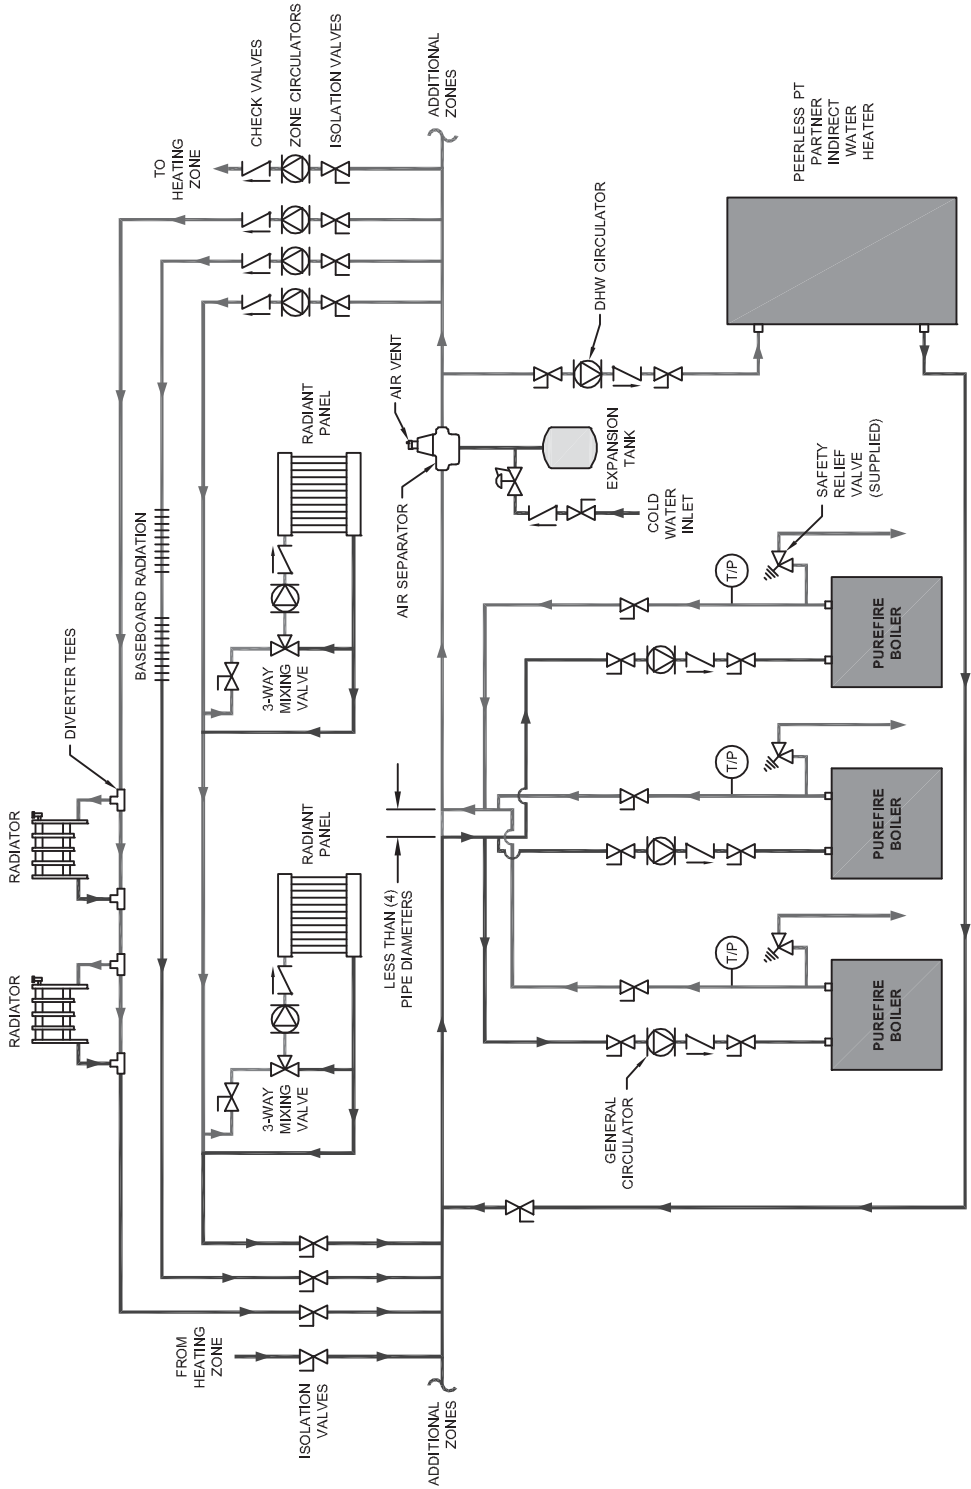 RADIATOR
RADIATOR
DIVERTER TEES
BASEBOARD RADIATION
TO
HEATING
ZONE
FROM
HEATING
ZONE
CHECK VALVES
ZONE CIRCULATORS
ISOLATION VALVES
3-WAY
MIXING
VALVE
RADIANT
PANEL
3-WAY
MIXING
VALVE
RADIANT
PANEL
ISOLATION
VALVES
LESS THAN (4)
PIPE DIAMETERS
AIR SEPARATOR
AIR VENT
ADDITIONAL
ZONES
ADDITIONAL
ZONES
EXPANSION
TANK
COLD
WATER
INLET
DHW CIRCULATOR
GENERAL
CIRCULATOR
T/P
T/P
T/P
SAFETY
RELIEF
VALVE
(SUPPLIED)
PEERLESS PT
PARTNER
INDIRECT
WATER
HEATER
PUREFIRE
BOILER
PUREFIRE
BOILER
PUREFIRE
BOILER